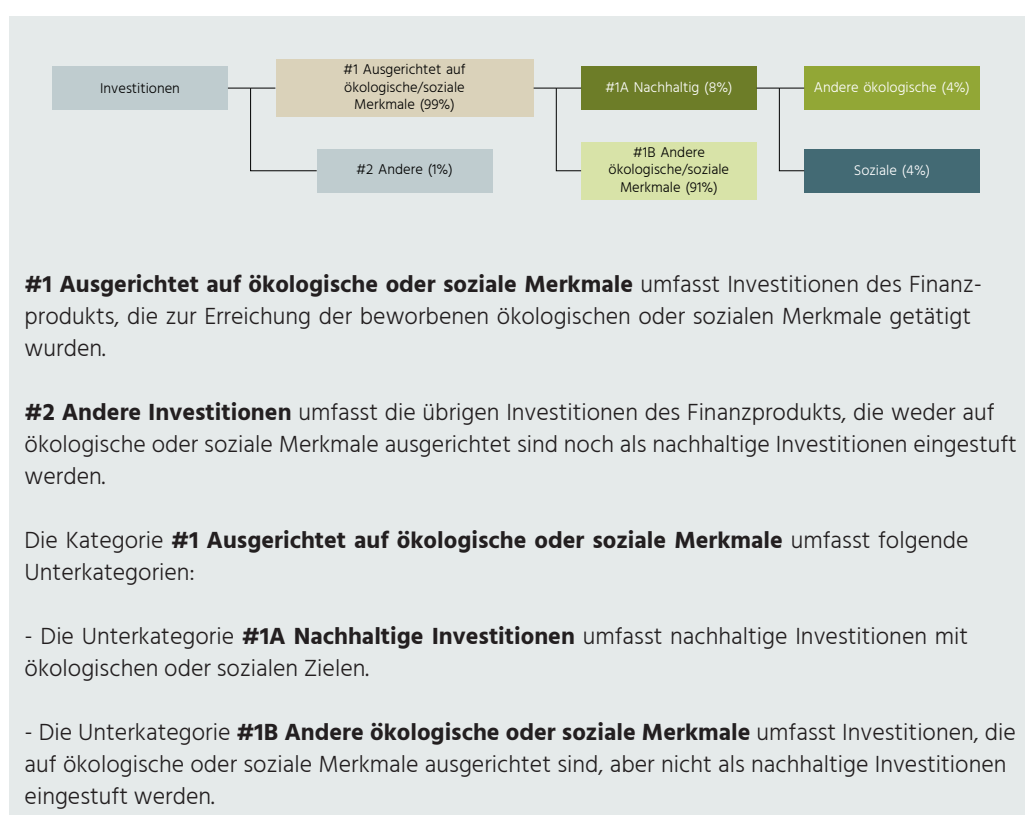 Investitionen
#1 Ausgerichtet auf
ökologische/soziale
Merkmale (99%)
#1A Nachhaltig (8%)
Andere ökologische (4%)
#2 Andere (1%)
#1B Andere
ökologische/soziale
Merkmale (91%)
Soziale (4%)
#1 Ausgerichtet auf ökologische oder soziale Merkmale umfasst Investitionen des Finanz-
produkts, die zur Erreichung der beworbenen ökologischen oder sozialen Merkmale getätigt
wurden.
#2 Andere Investitionen umfasst die übrigen Investitionen des Finanzprodukts, die weder auf
ökologische oder soziale Merkmale ausgerichtet sind noch als nachhaltige Investitionen eingestuft
werden.
Die Kategorie #1 Ausgerichtet auf ökologische oder soziale Merkmale umfasst folgende
Unterkategorien:
- Die Unterkategorie #1A Nachhaltige Investitionen umfasst nachhaltige Investitionen mit
ökologischen oder sozialen Zielen.
- Die Unterkategorie #1B Andere ökologische oder soziale Merkmale umfasst Investitionen, die
auf ökologische oder soziale Merkmale ausgerichtet sind, aber nicht als nachhaltige Investitionen
eingestuft werden.